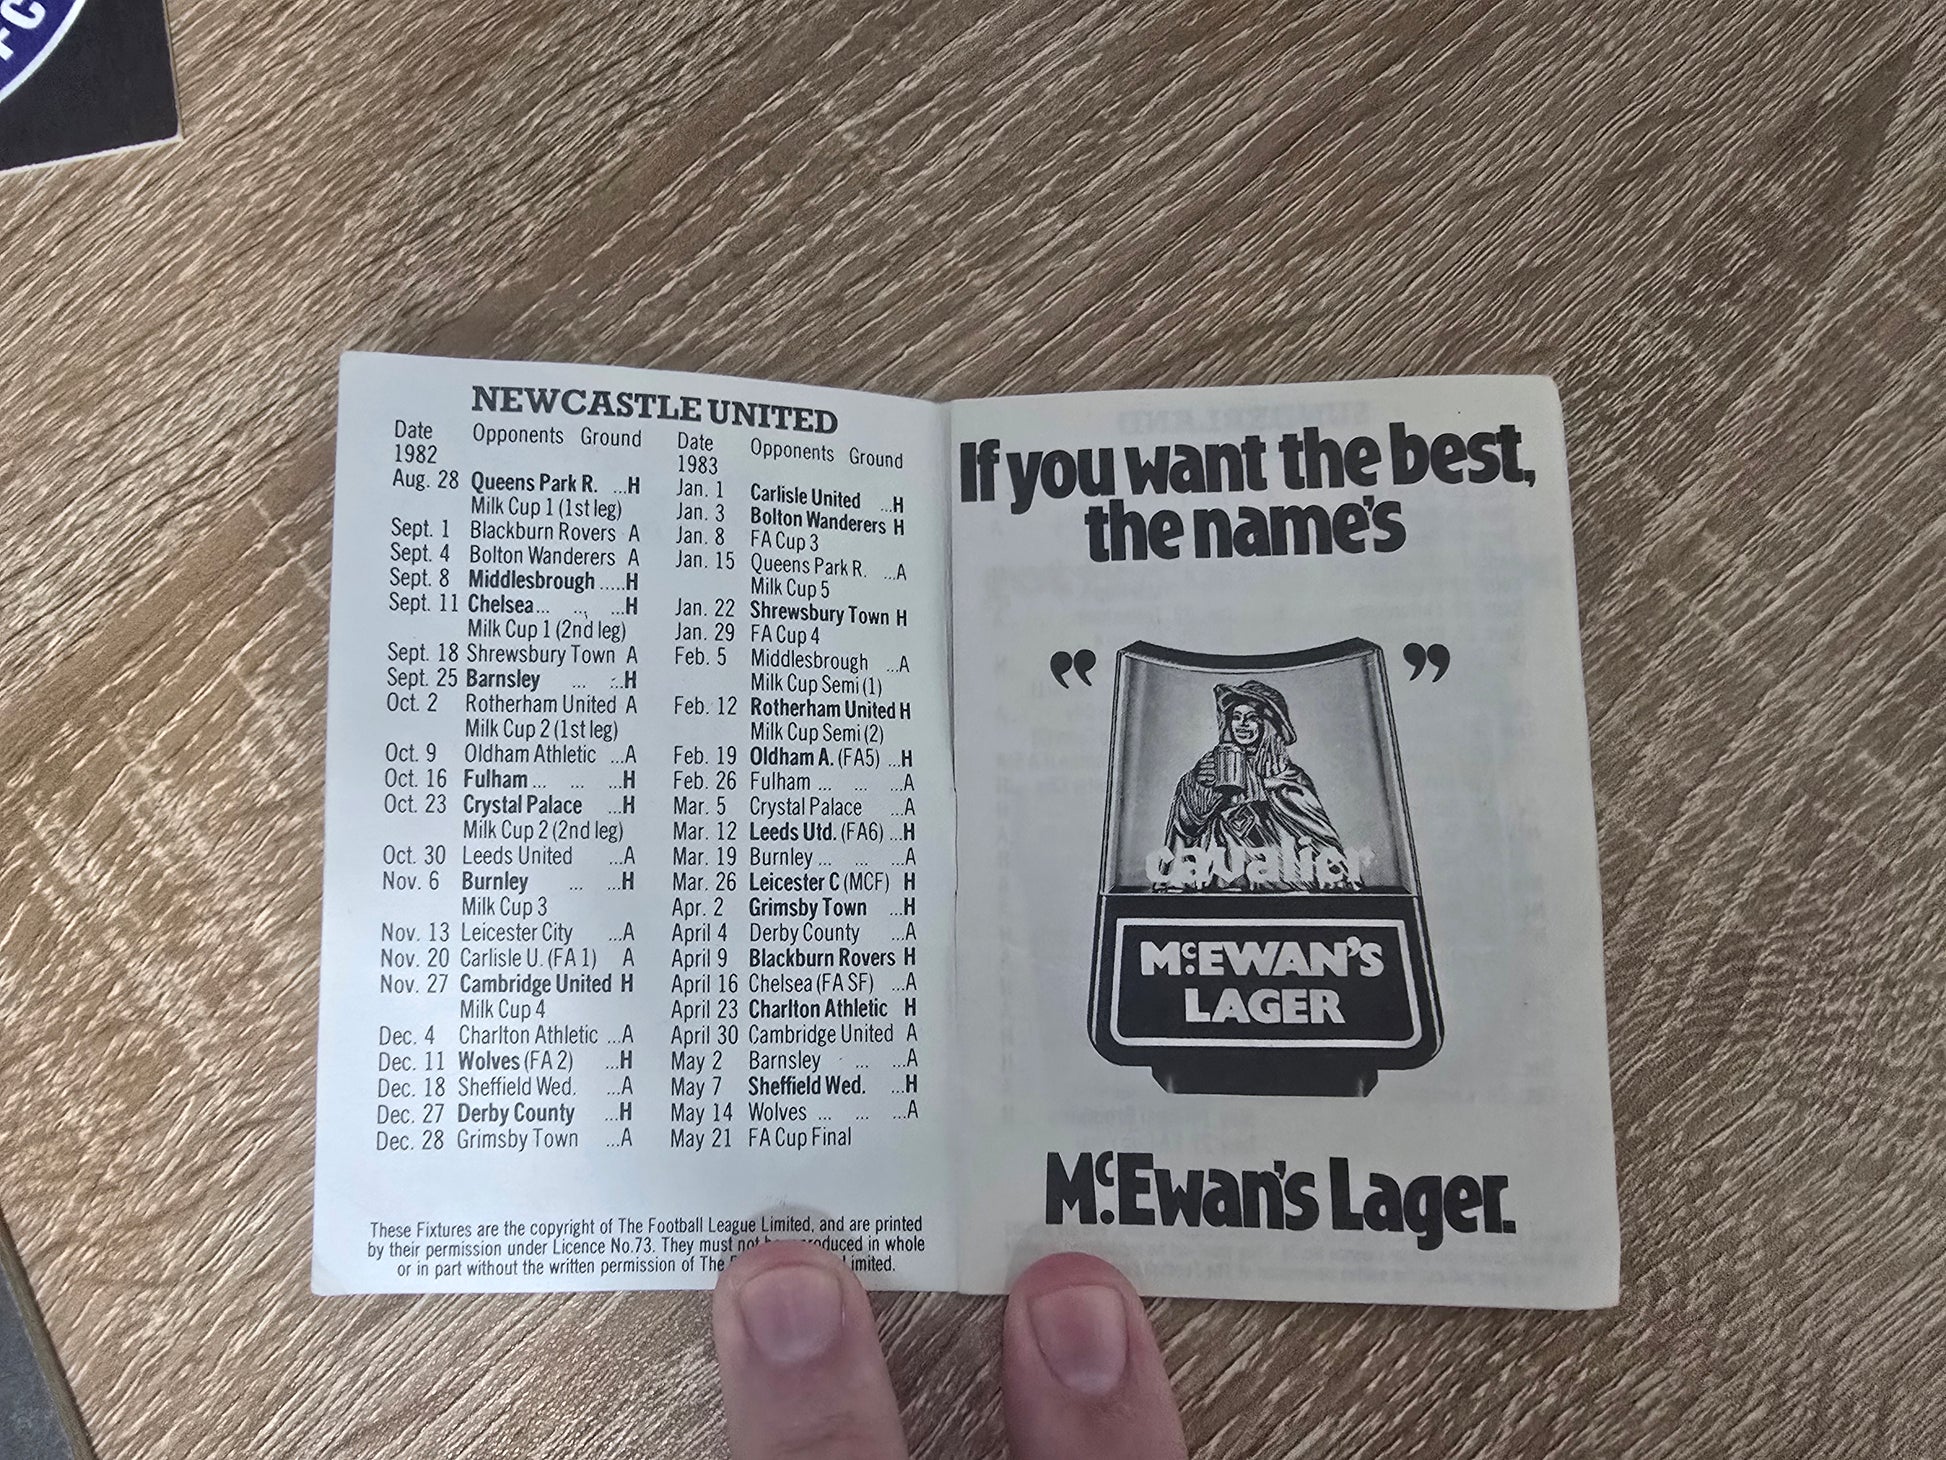 FC
NEWCASTLE UNITED
Date Opponents Ground
1982
Aug. 28 Queens Park R. ...H
Milk Cup 1 (1st leg)
Sept. 1 Blackburn Rovers A
Sept. 4 Bolton Wanderers A
Sept. 8 Middlesbrough .....H
Sept. 11 Chelsea... ... ...H
Milk Cup 1 (2nd leg)
Sept. 18 Shrewsbury Town A
Sept. 25 Barnsley ... ...H
Oct. 2 Rotherham United A
Milk Cup 2 (1st leg)
Oct. 9 Oldham Athletic ...A
Oct. 16 Fulham ... ... ...H
Oct. 23 Crystal Palace ...H
Milk Cup 2 (2nd leg)
Oct. 30 Leeds United ...A
Nov. 6 Burnley ... ...H
Milk Cup 3
Nov. 13 Leicester City ...A
Nov. 20 Carlisle U. (FA 1) A
Nov. 27 Cambridge United H
Milk Cup 4
Dec. 4 Charlton Athletic ...A
Dec. 11 Wolves (FA 2) ...H
Dec. 18 Sheffield Wed. ...A
Dec. 27 Derby County ...H
Dec. 28 Grimsby Town ...A
Date Opponents Ground
1983
Jan. 1 Carlisle United ...H
Jan. 3 Bolton Wanderers H
Jan. 8 FA Cup 3
Jan. 15 Queens Park R. ...A
Milk Cup 5
Jan. 22 Shrewsbury Town H
Jan. 29 FA Cup 4
Feb. 5 Middlesbrough ...A
Milk Cup Semi (1)
Feb. 12 Rotherham United H
Milk Cup Semi (2)
Feb. 19 Oldham A. (FA5) ...H
Feb. 26 Fulham ... ... ...A
Mar. 5 Crystal Palace ...A
Mar. 12 Leeds Utd. (FA6) ...H
Mar. 19 Burnley ... ... ...A
Mar. 26 Leicester C (MCF) H
Apr. 2 Grimsby Town ...H
April 4 Derby County ...A
April 9 Blackburn Rovers H
April 16 Chelsea (FA SF) ...A
April 23 Charlton Athletic H
April 30 Cambridge United A
May 2 Barnsley ... ...A
May 7 Sheffield Wed. ...H
May 14 Wolves ... ... ...A
May 21 FA Cup Final
These Fixtures are the copyright of The Football League Limited, and are printed
by their permission under Licence No.73. They must not in whole
or in part without the written permission of The Limited.
If you want the best,
the name's
“ ”
cavalier
McEWAN'S
LAGER
McEwan's Lager.